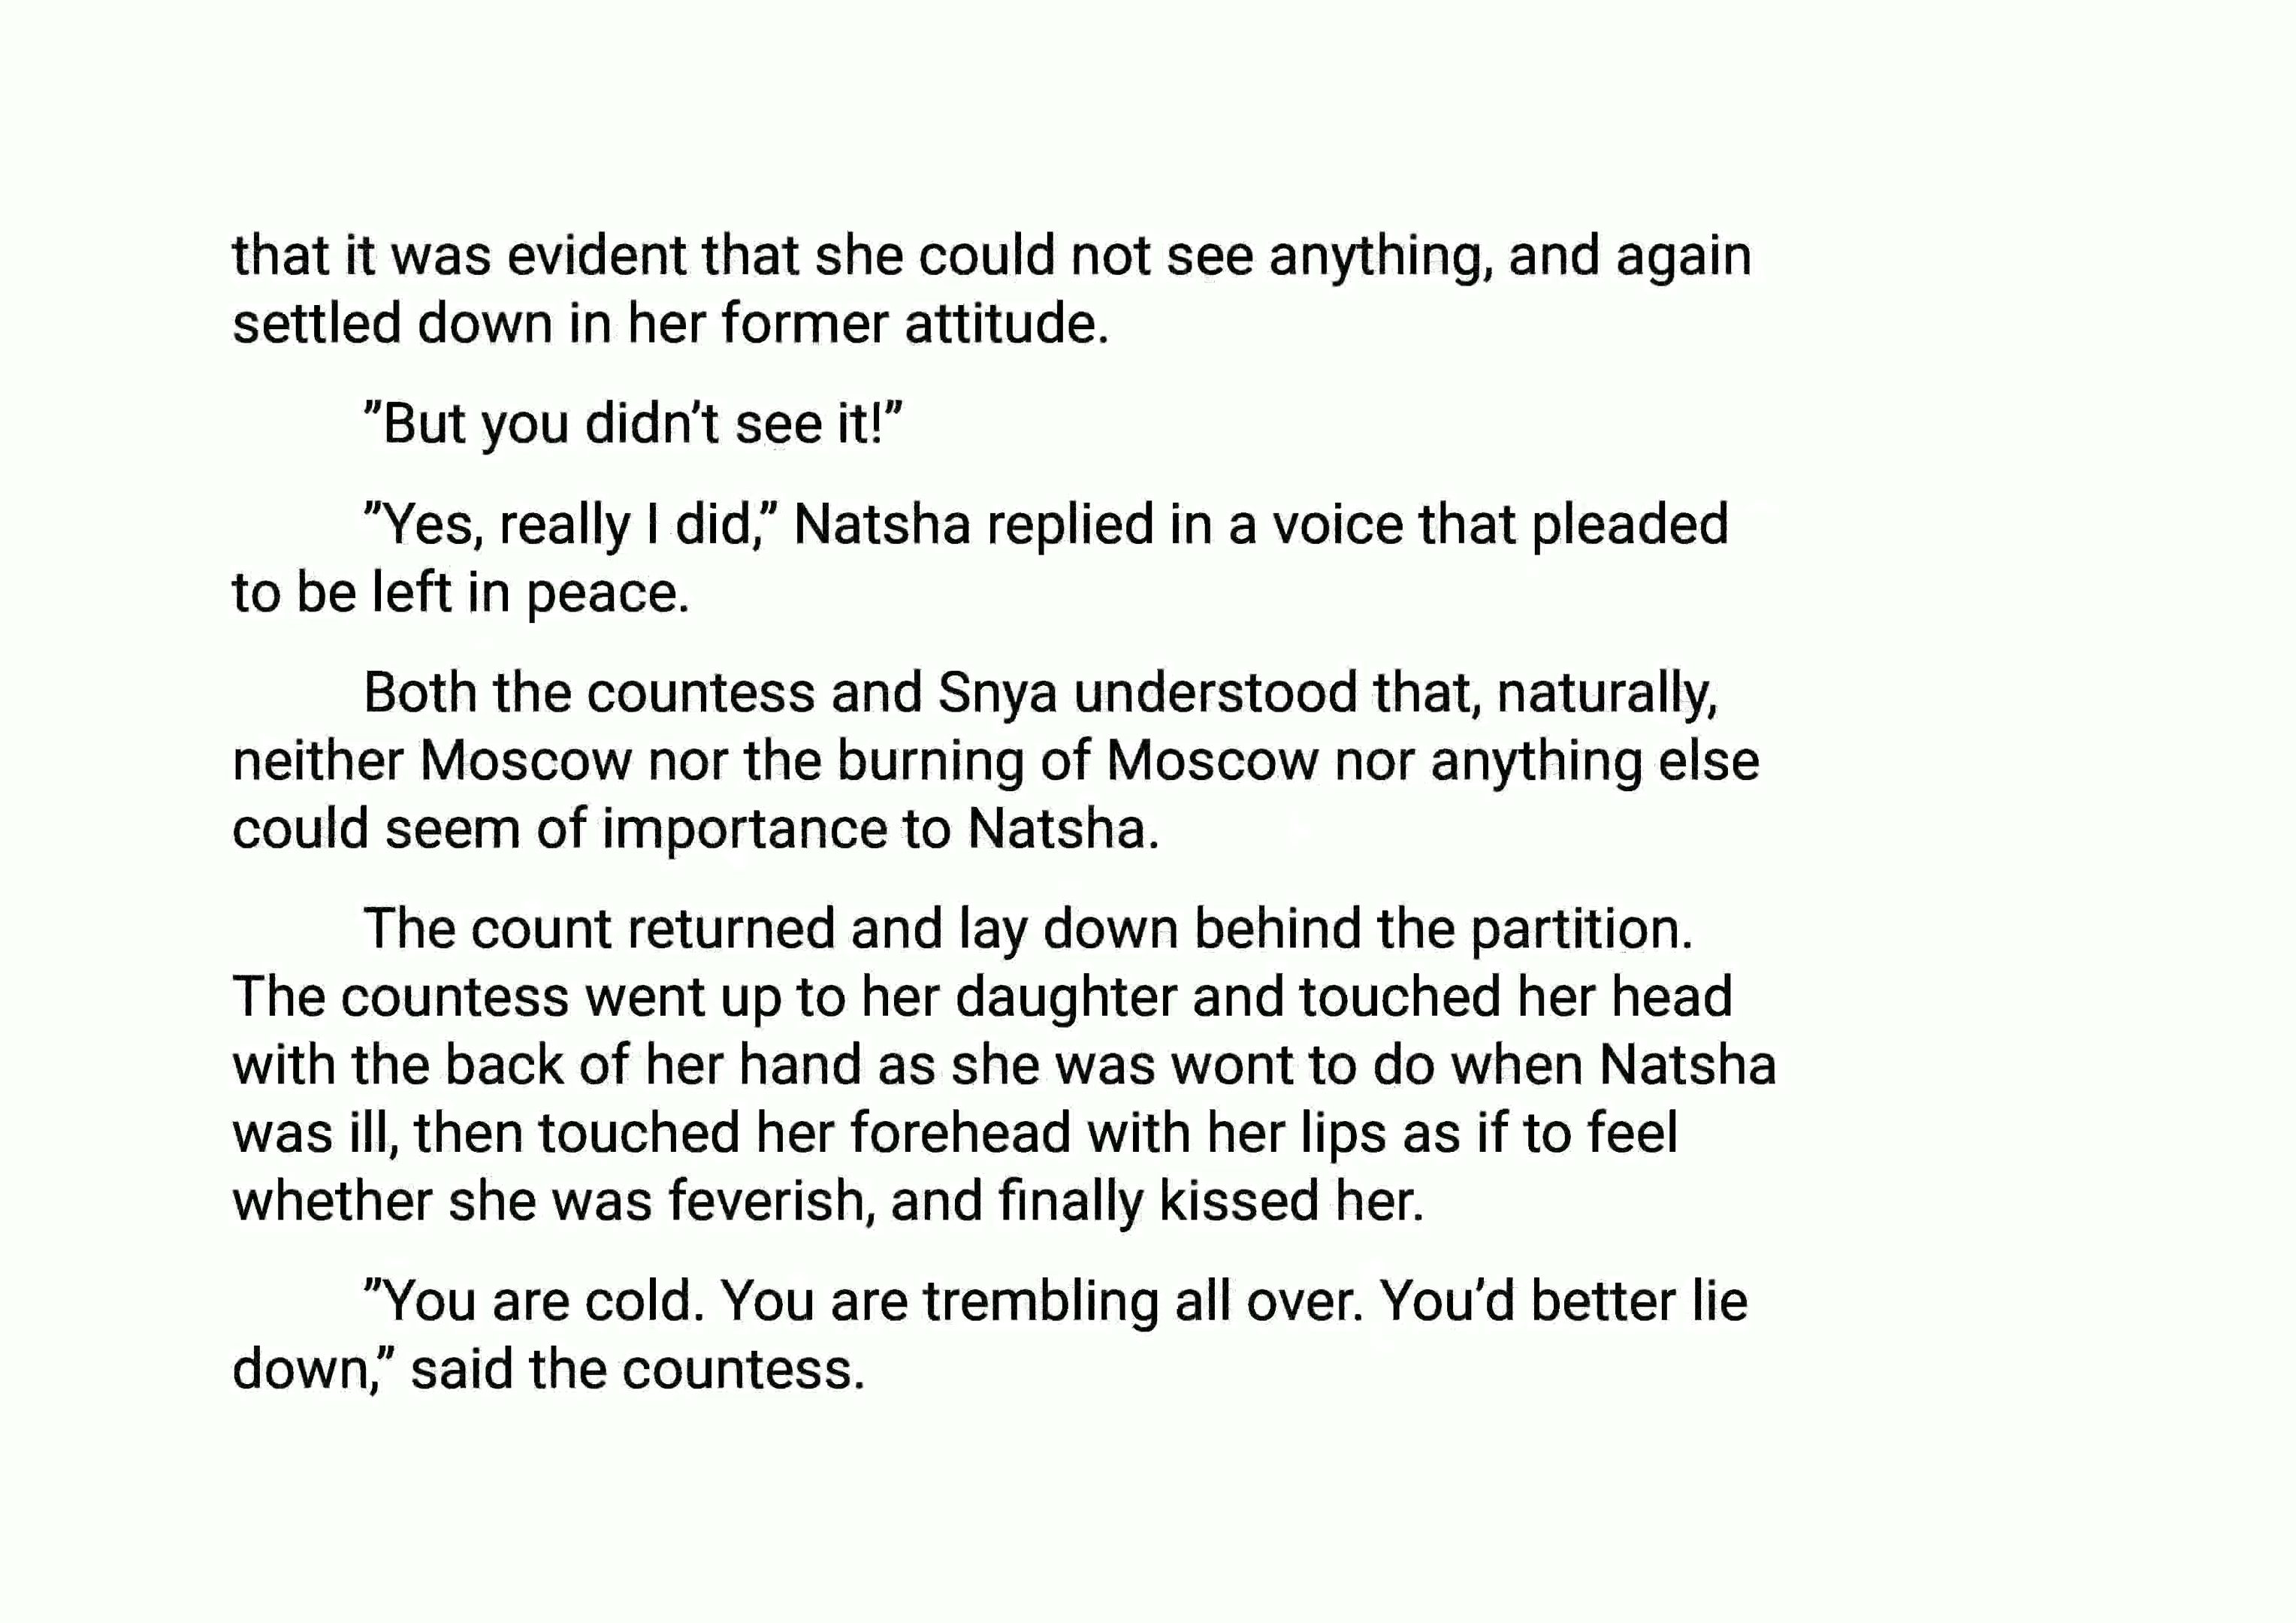 that it was evident that she could not see anything, and again
settled down in her former attitude.
”But you didn’t see it!”
”Yes, really I did,” Natsha replied in a voice that pleaded
to be left in peace.
Both the countess and Snya understood that, naturally,
neither Moscow nor the burning of Moscow nor anything else
could seem of importance to Natsha.
The count returned and lay down behind the partition.
The countess went up to her daughter and touched her head
with the back of her hand as she was wont to do when Natsha
was ill, then touched her forehead with her lips as if to feel
whether she was feverish, and finally kissed her.
”You are cold. You are trembling all over. You’d better lie
down,” said the countess.